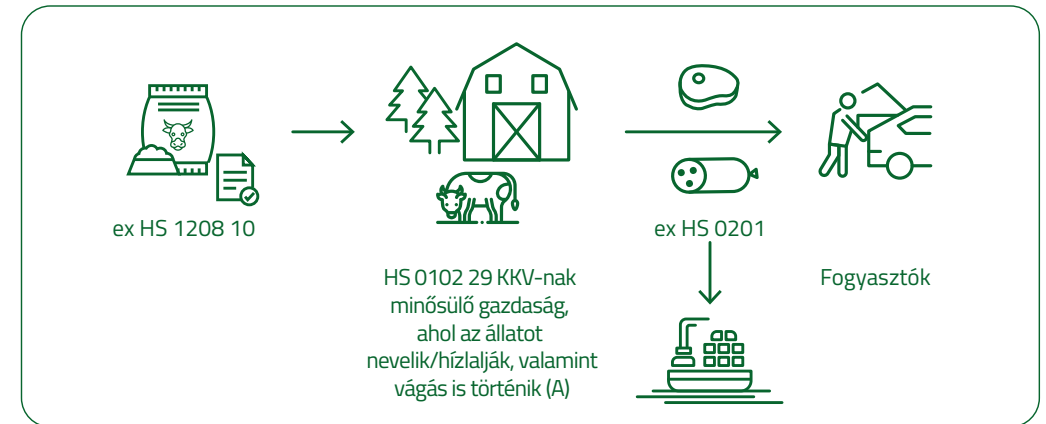 ex HS 1208 10
HS 0102 29 KKV-nak
minősülő gazdaság,
ahol az állatot
nevelik/hízlalják, valamint
vágás is történik (A)
ex HS 0201
Fogyasztók